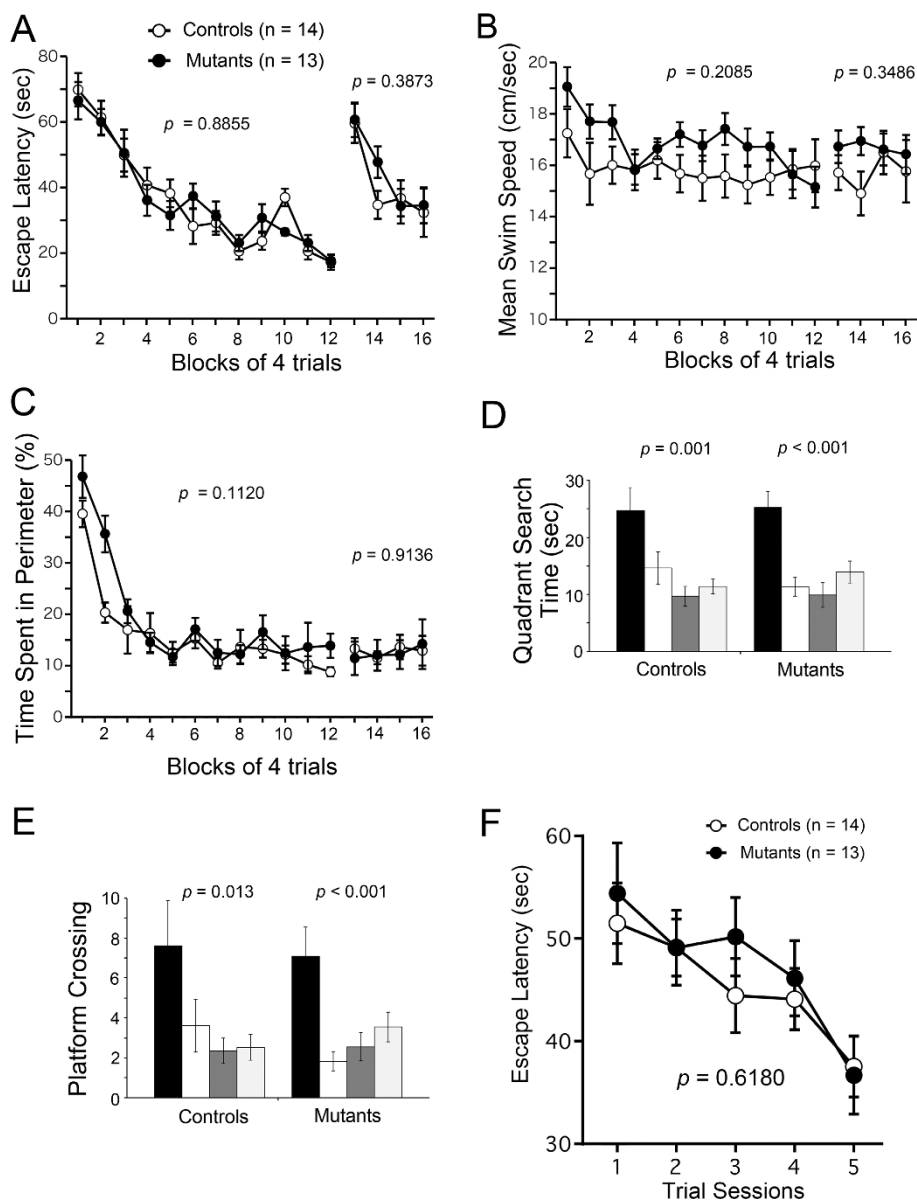 A
Controls (n = 14)
Mutants (n = 13)
Escape Latency (sec)
80
60
40
20
0
p = 0.8855
p = 0.3873
2 4 6 8 10 12 14 16
Blocks of 4 trials
B
Mean Swim Speed (cm/sec)
20
18
16
14
12
10
p = 0.2085
p = 0.3486
2 4 6 8 10 12 14 16
Blocks of 4 trials
C
Time Spent in Perimeter (%)
50
40
30
20
10
0
p = 0.1120
p = 0.9136
2 4 6 8 10 12 14 16
Blocks of 4 trials
D
Quadrant Search
Time (sec)
p = 0.001
p < 0.001
30
20
10
0
Controls
Mutants
E
Platform Crossing
p = 0.013
p < 0.001
10
8
6
4
2
0
Controls
Mutants
F
Controls (n = 14)
Mutants (n = 13)
Escape Latency (sec)
60
50
40
30
p = 0.6180
1 2 3 4 5
Trial Sessions